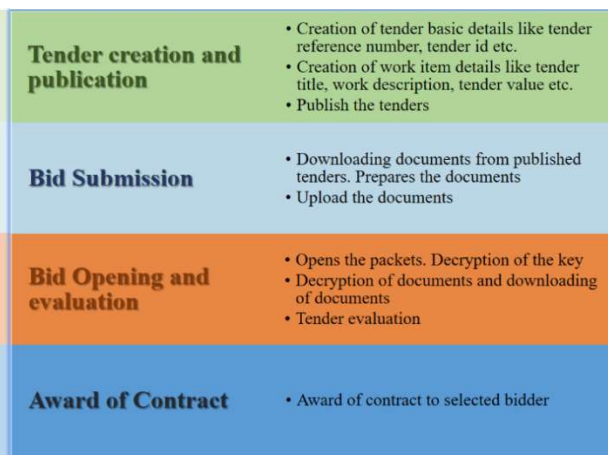 Tender creation and
publication
• Creation of tender basic details like tender
reference number, tender id etc.
• Creation of work item details like tender
title, work description, tender value etc.
• Publish the tenders
Bid Submission
• Downloading documents from published
tenders. Prepares the documents
• Upload the documents
Bid Opening and
evaluation
• Opens the packets. Decryption of the key
• Decryption of documents and downloading
of documents
• Tender evaluation
Award of Contract
• Award of contract to selected bidder